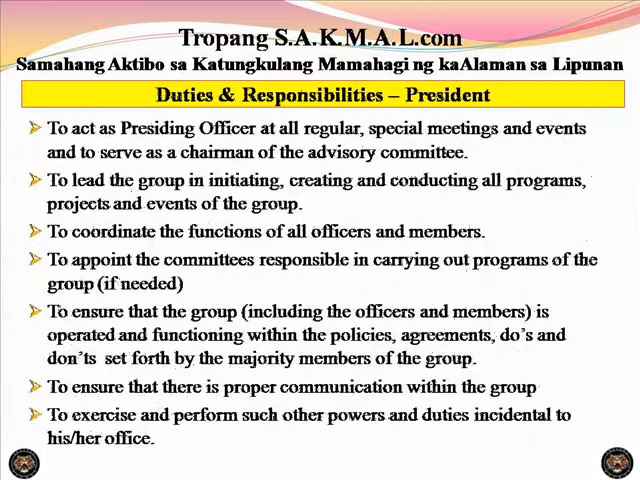 Tropang S.A.K.M.A.L.com
Samahang Aktibo sa Katungkulang Mamahagi ng kaAlaman sa Lipunan
Duties & Responsibilities – President
To act as Presiding Officer at all regular, special meetings and events
and to serve as a chairman of the advisory committee.
To lead the group in initiating, creating and conducting all programs,
projects and events of the group.
To coordinate the functions of all officers and members.
To appoint the committees responsible in carrying out programs of the
group (if needed)
To ensure that the group (including the officers and members) is
operated and functioning within the policies, agreements, do’s and
don’ts set forth by the majority members of the group.
To ensure that there is proper communication within the group
To exercise and perform such other powers and duties incidental to
his/her office.